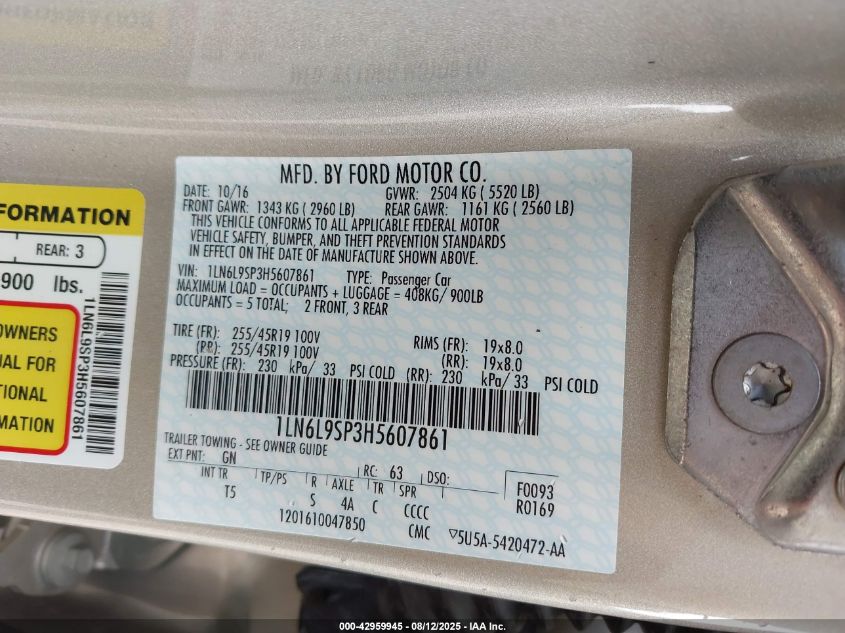 MFD. BY FORD MOTOR CO.
DATE: 10/16 GVWR: 2504 KG ( 5520 LB)
FRONT GAWR: 1343 KG ( 2960 LB) REAR GAWR: 1161 KG ( 2560 LB)
THIS VEHICLE CONFORMS TO ALL APPLICABLE FEDERAL MOTOR
VEHICLE SAFETY, BUMPER, AND THEFT PREVENTION STANDARDS
IN EFFECT ON THE DATE OF MANUFACTURE SHOWN ABOVE.
VIN: 1LN6L9SP3H5607861 TYPE: Passenger Car
MAXIMUM LOAD = OCCUPANTS + LUGGAGE = 408KG/ 900LB
OCCUPANTS = 5 TOTAL; 2 FRONT, 3 REAR
TIRE (FR): 255/45R19 100V RIMS (FR): 19x8.0
(RR): 255/45R19 100V (RR): 19x8.0
PRESSURE (FR): 230 kPa/ 33 PSI COLD (RR): 230 kPa/ 33 PSI COLD
1LN6L9SP3H5607861
TRAILER TOWING - SEE OWNER GUIDE
EXT PNT: GN RC: 63 DSO:
INT TR TP/PS R AXLE TR SPR F0093
T5 S 4A C CCCC R0169
1201610047850 CMC ▽5U5A-5420472-AA
FORMATION
REAR: 3
900 lbs.
1LN6L9SP3H5607861
OWNERS
UAL FOR
TIONAL
RMATION
000-42959945 - 08/12/2025 - IAA Inc.